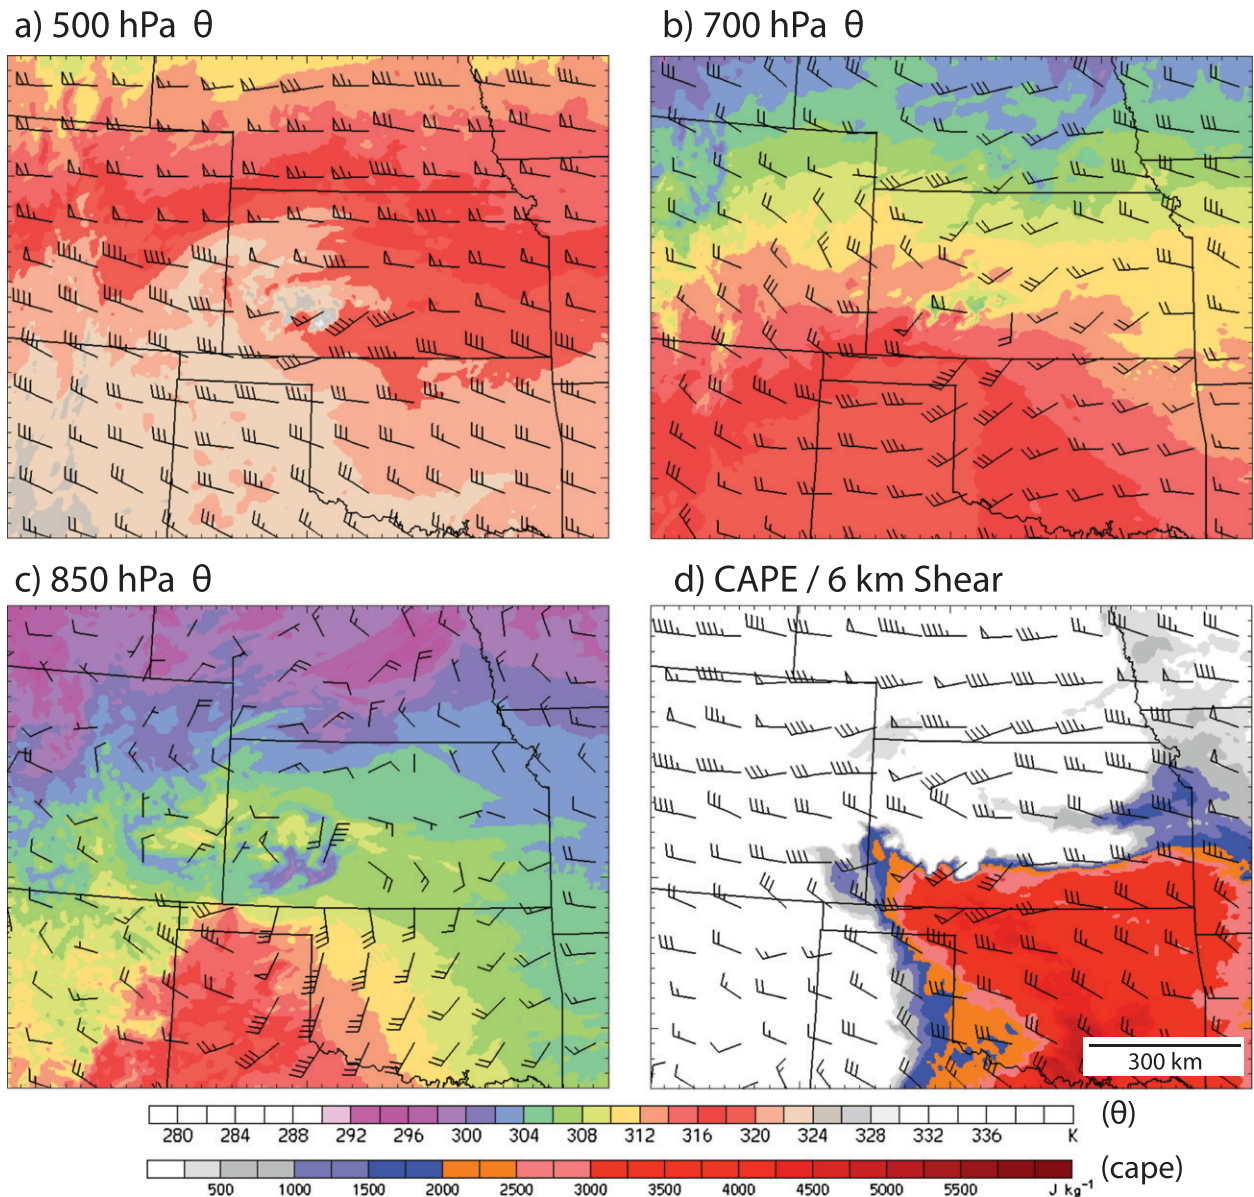 a) 500 hPa θ
b) 700 hPa θ
c) 850 hPa θ
d) CAPE / 6 km Shear
300 km
280 284 288 292 296 300 304 308 312 316 320 324 328 332 336 K (θ)
500 1000 1500 2000 2500 3000 3500 4000 4500 5000 5500 J kg⁻¹ (cape)